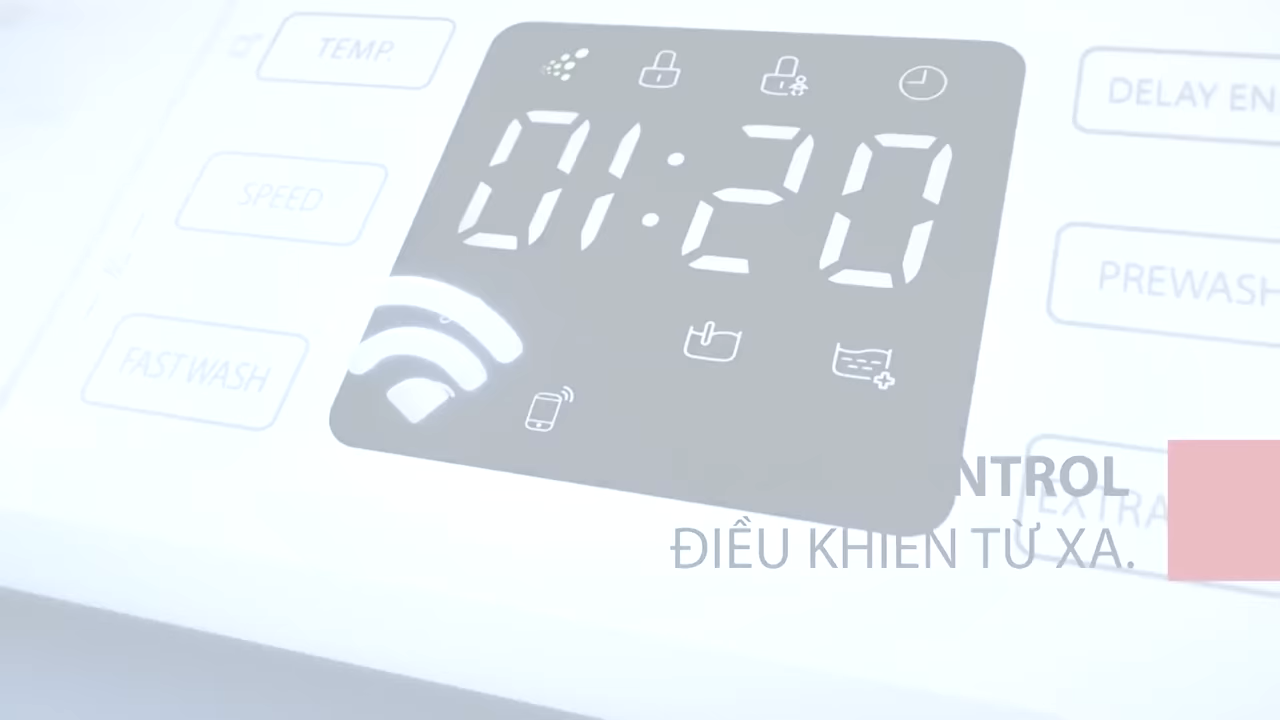 TEMP.
DELAY EN
01:20
SPEED
PREWASH
FAST WASH
NTROL
EXTRA
ĐIỀU KHIỂN TỪ XA.